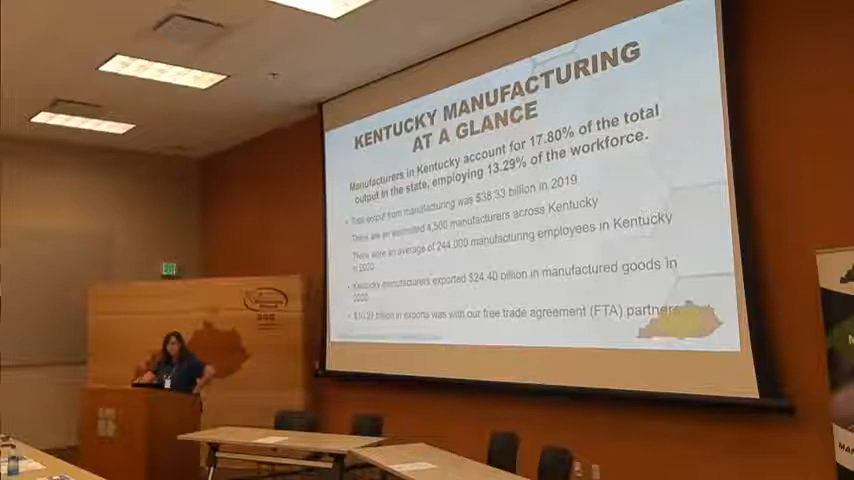 KENTUCKY MANUFACTURING
AT A GLANCE
Manufacturers in Kentucky account for 17.80% of the total
output in the state, employing 13.29% of the workforce.
• Total output from manufacturing was $38.33 billion in 2019
There are an estimated 4,500 manufacturers across Kentucky
There were an average of 244,000 manufacturing employees in Kentucky
in 2020
• Kentucky manufacturers exported $24.40 billion in manufactured goods in
2020
• billion in exports was with our free trade agreement (FTA) partners